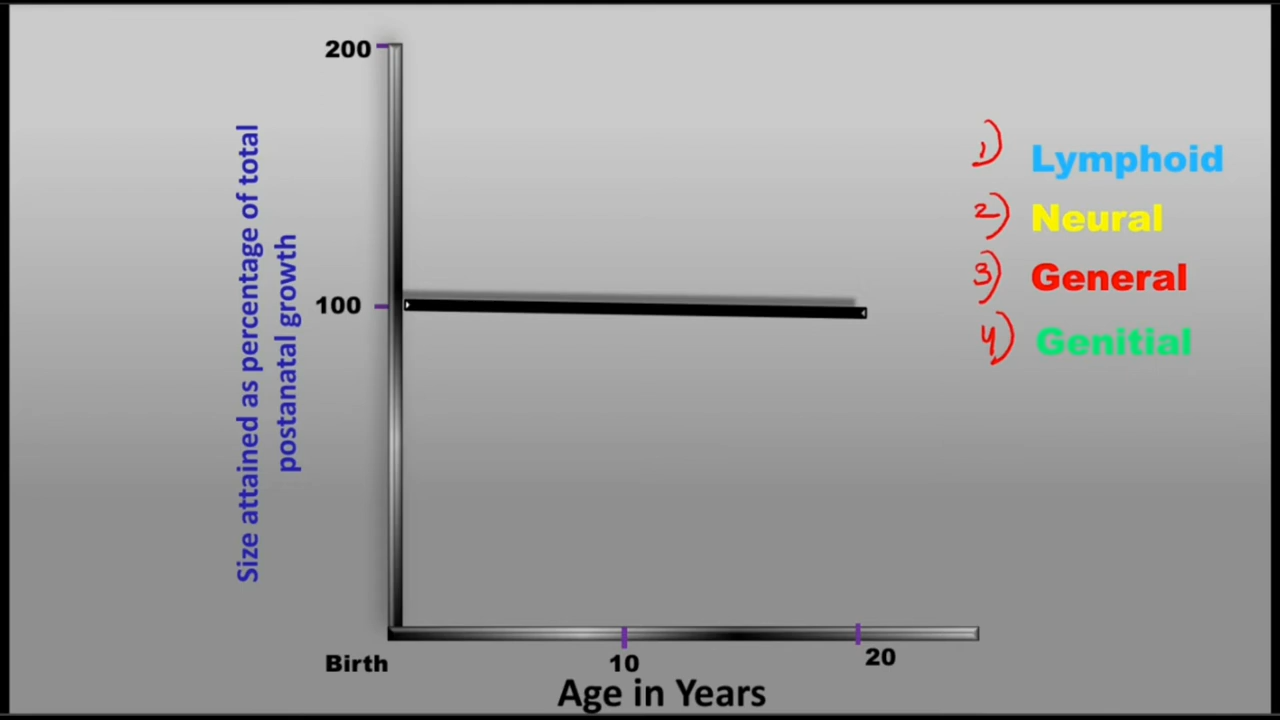 200
Size attained as percentage of total
postanatal growth
100
1) Lymphoid
2) Neural
3) General
4) Genitial
Birth
10
20
Age in Years